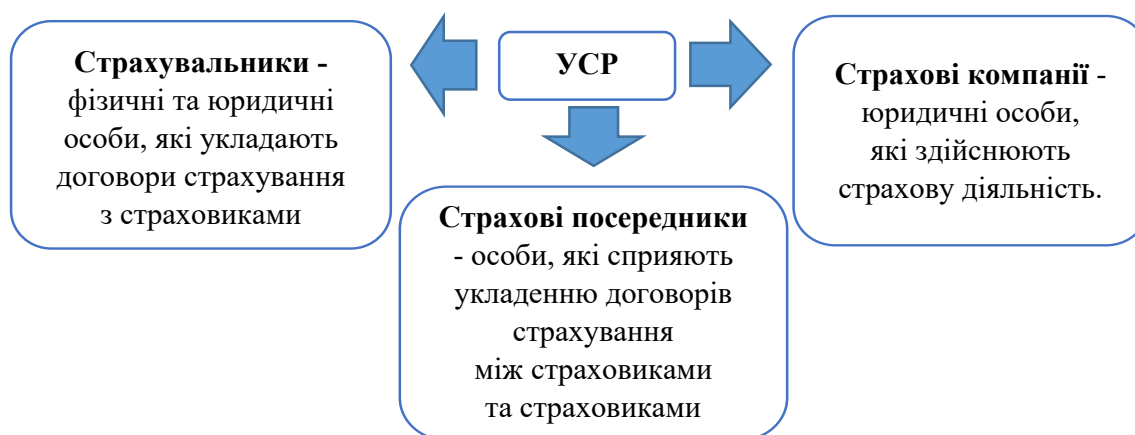 УСР
Страхувальники -
фізичні та юридичні
особи, які укладають
договори страхування
з страховиками
Страхові посередники
- особи, які сприяють
укладенню договорів
страхування
між страховиками
та страховиками
Страхові компанії -
юридичні особи,
які здійснюють
страхову діяльність.